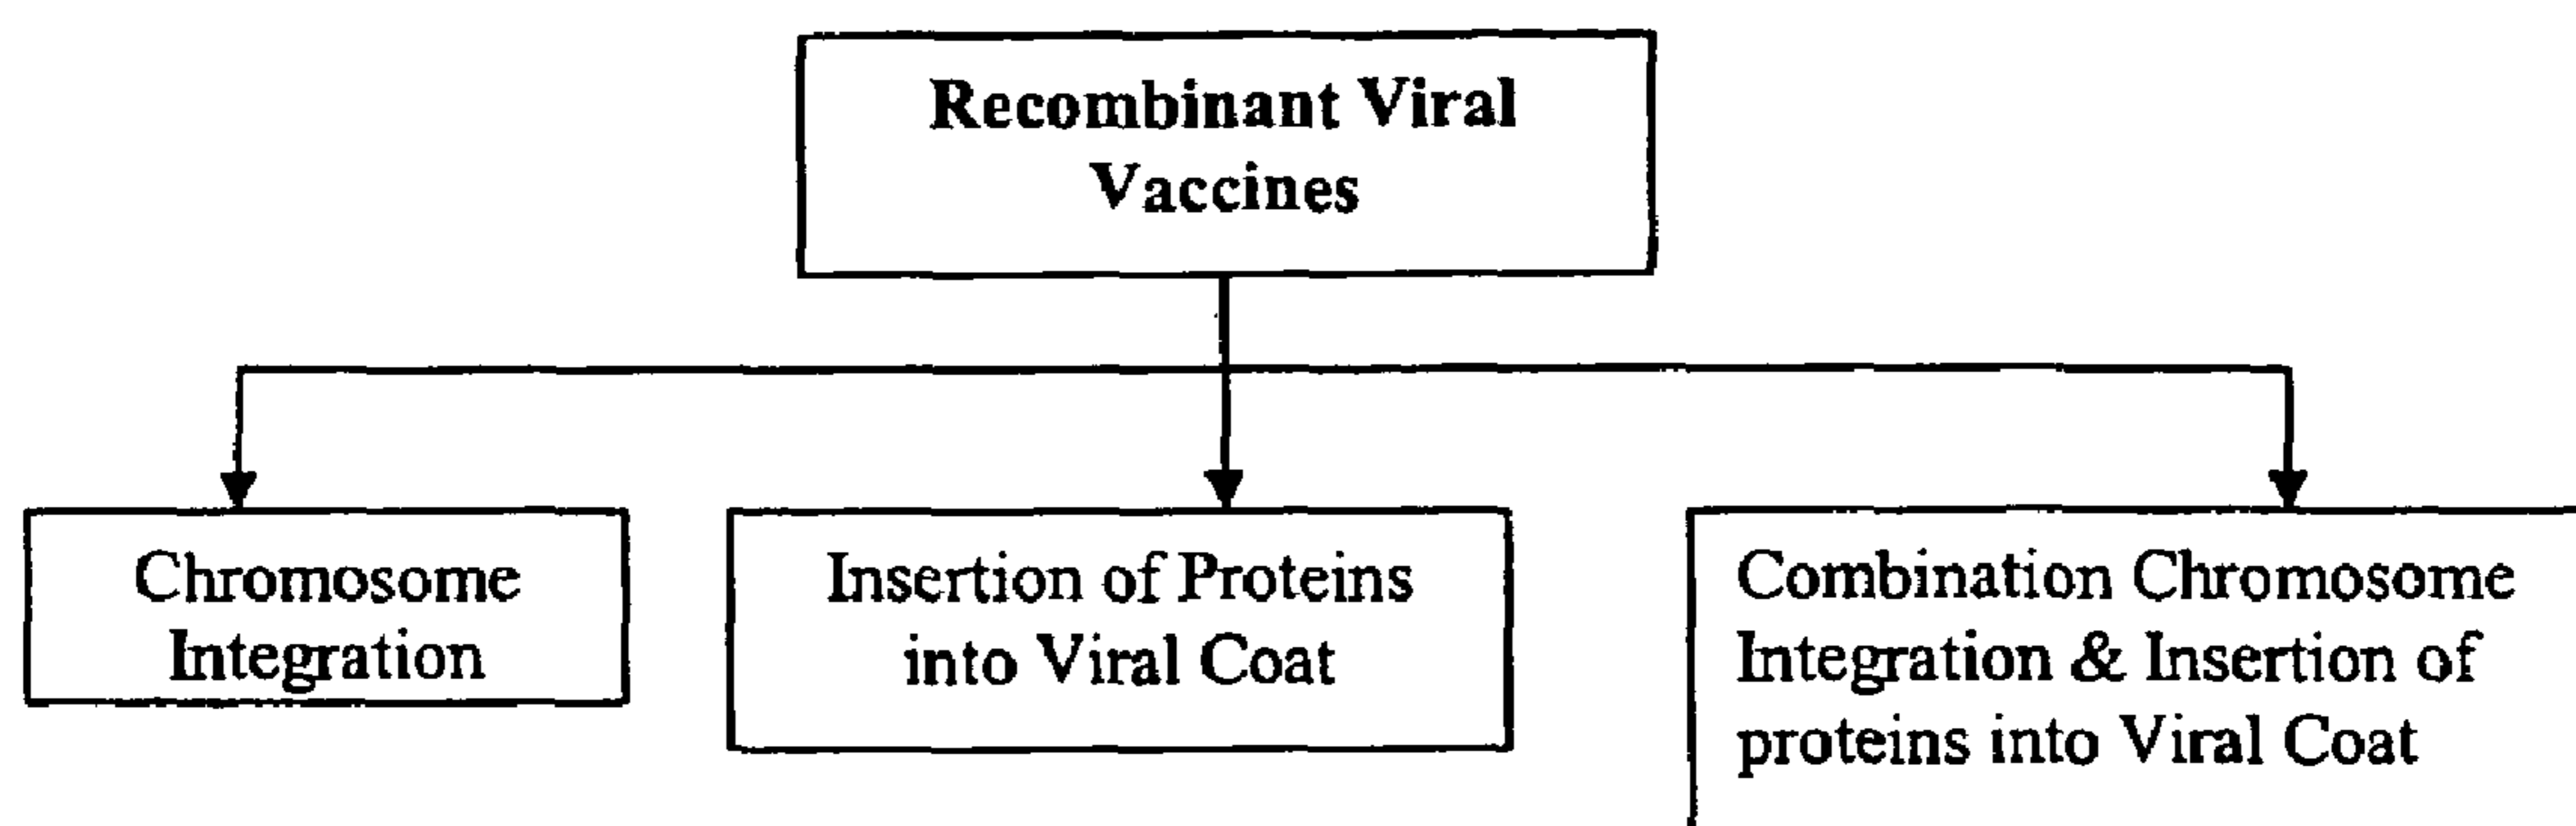 Recombinant Viral
Vaccines
Chromosome
Integration
Insertion of Proteins
into Viral Coat
Combination Chromosome
Integration & Insertion of
proteins into Viral Coat